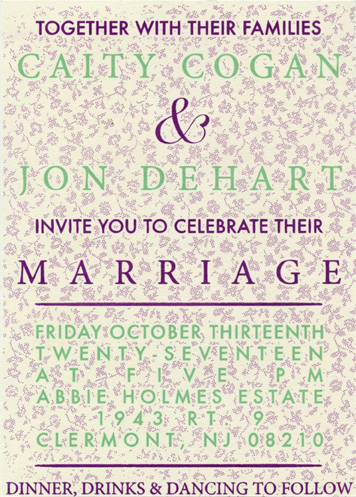 TOGETHER WITH THEIR FAMILIES
CAITY COGAN
&
JON DEHART
INVITE YOU TO CELEBRATE THEIR
MARRIAGE
FRIDAY OCTOBER THIRTEENTH
TWENTY-SEVENTEEN
AT FIVE PM
ABBIE HOLMES ESTATE
1943 RT. 9
CLERMONT, NJ 08210
DINNER, DRINKS & DANCING TO FOLLOW